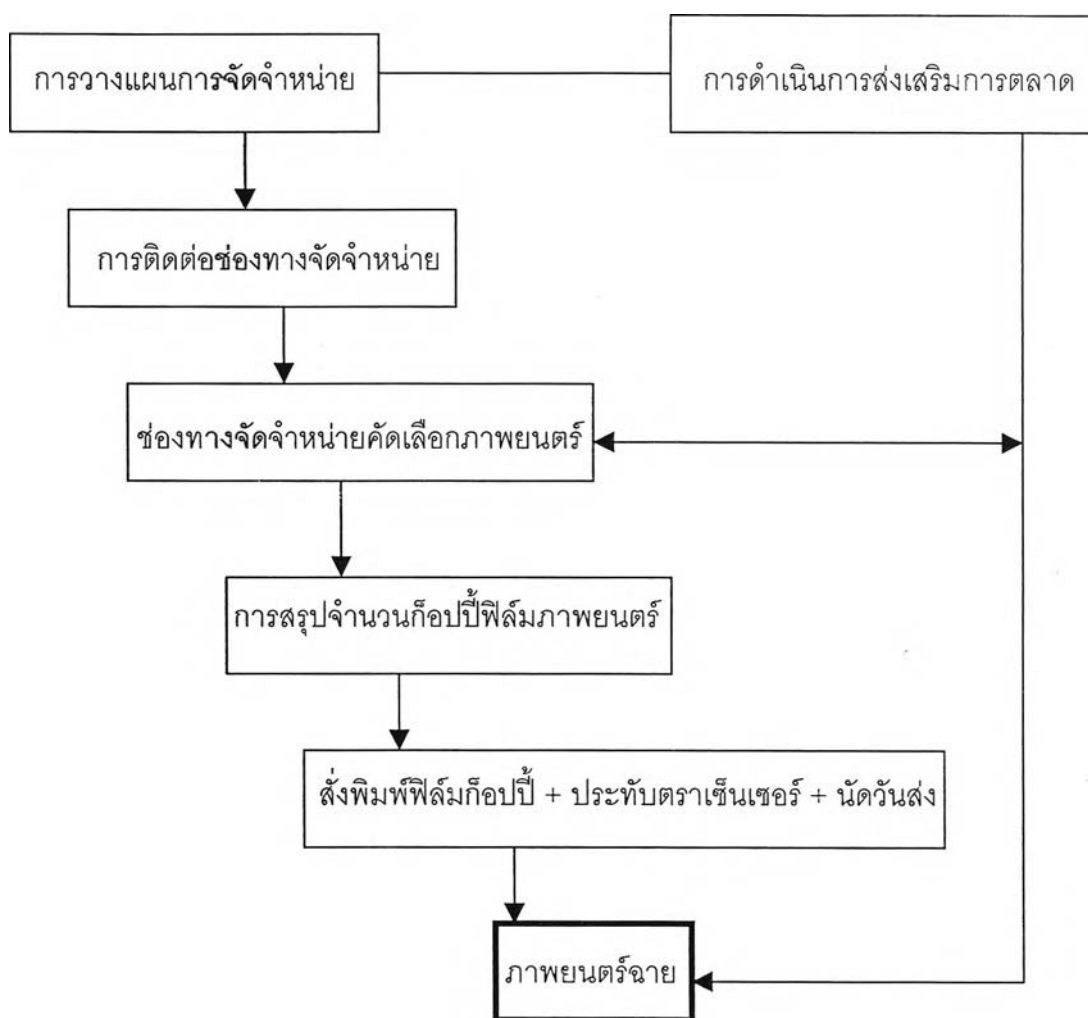 การวางแผนการจัดจำหน่าย
การดำเนินการส่งเสริมการตลาด
การติดต่อช่องทางจัดจำหน่าย
ช่องทางจัดจำหน่ายคัดเลือกภาพยนตร์
การสรุปจำนวนก็อปปี้ฟิล์มภาพยนตร์
สั่งพิมพ์ฟิล์มก็อปปี้ + ประทับตราเซ็นเซอร์ + นัดวันส่ง
ภาพยนตร์ฉาย